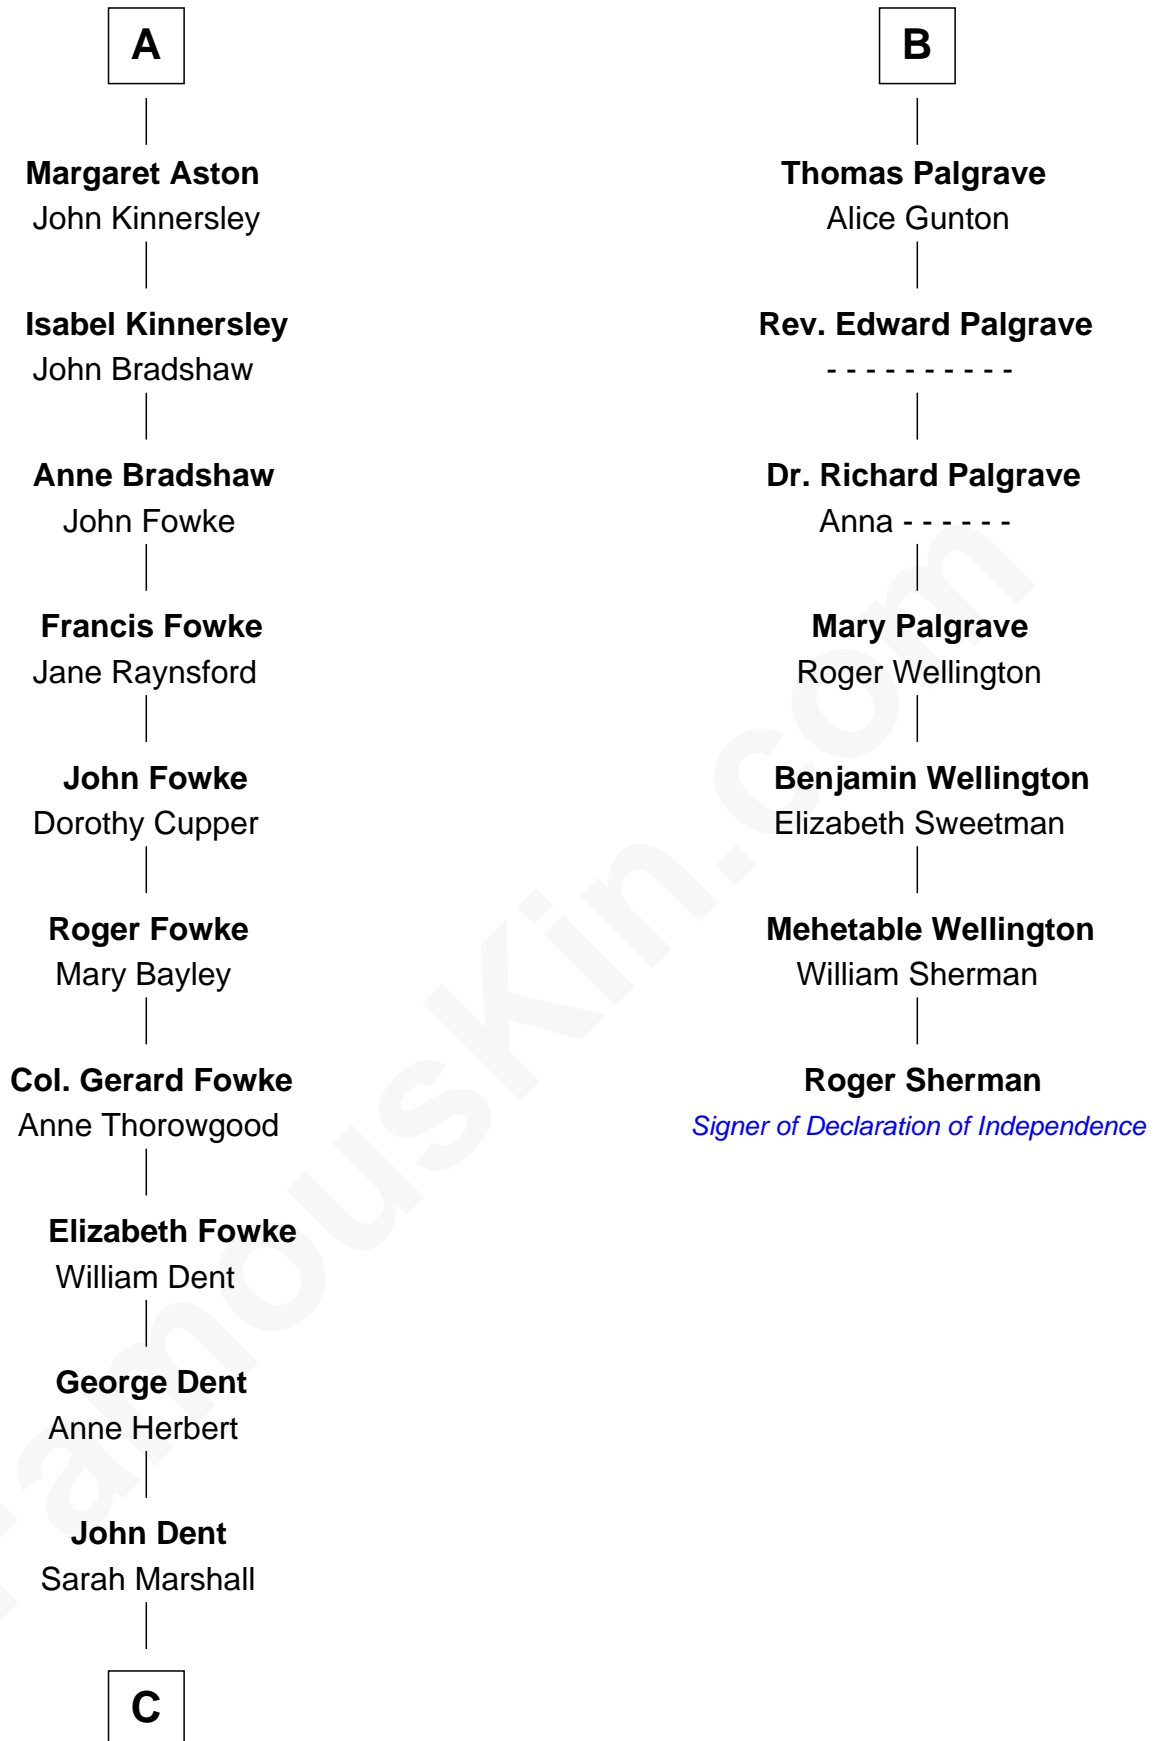 A
Margaret Aston
John Kinnersley
Isabel Kinnersley
John Bradshaw
Anne Bradshaw
John Fowke
Francis Fowke
Jane Raynsford
John Fowke
Dorothy Cupper
Roger Fowke
Mary Bayley
Col. Gerard Fowke
Anne Thorowgood
Elizabeth Fowke
William Dent
George Dent
Anne Herbert
John Dent
Sarah Marshall
C
B
Thomas Palgrave
Alice Gunton
Rev. Edward Palgrave
- - - - - - - - - -
Dr. Richard Palgrave
Anna - - - - - -
Mary Palgrave
Roger Wellington
Benjamin Wellington
Elizabeth Sweetman
Mehetable Wellington
William Sherman
Roger Sherman
Signer of Declaration of Independence
FamousKin.com